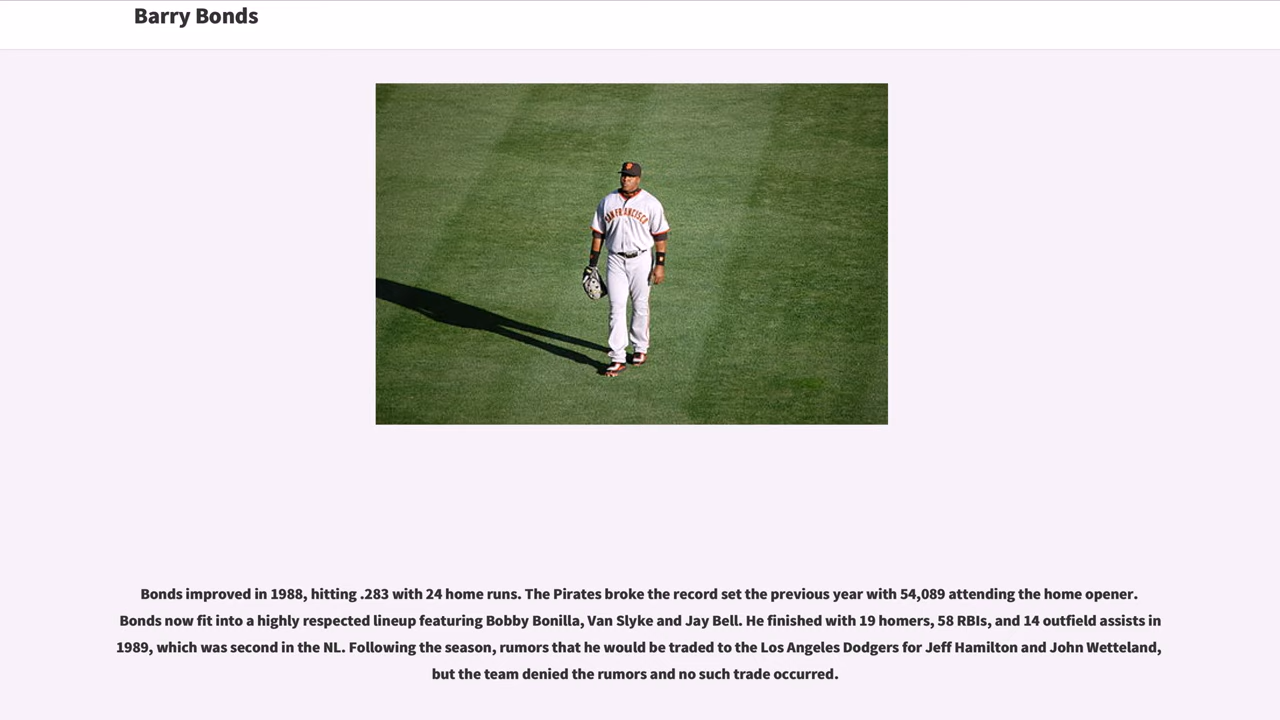 Barry Bonds
SAN FRANCISCO
Bonds improved in 1988, hitting .283 with 24 home runs. The Pirates broke the record set the previous year with 54,089 attending the home opener.
Bonds now fit into a highly respected lineup featuring Bobby Bonilla, Van Slyke and Jay Bell. He finished with 19 homers, 58 RBIs, and 14 outfield assists in
1989, which was second in the NL. Following the season, rumors that he would be traded to the Los Angeles Dodgers for Jeff Hamilton and John Wetteland,
but the team denied the rumors and no such trade occurred.